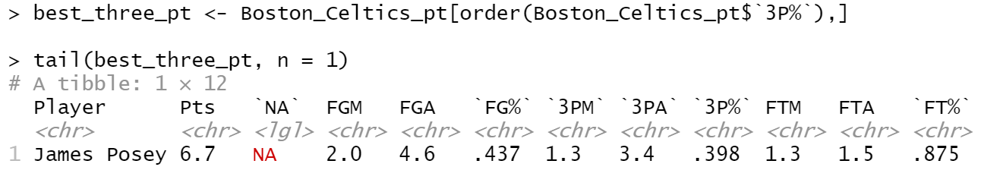 > best_three_pt <- Boston_Celtics_pt[order(Boston_Celtics_pt$`3P%`),]
> tail(best_three_pt, n = 1)
# A tibble: 1 × 12
Player Pts `NA` FGM FGA `FG%` `3PM` `3PA` `3P%` FTM FTA `FT%`
<chr> <chr> <lgl> <chr> <chr> <chr> <chr> <chr> <chr> <chr> <chr> <chr>
1 James Posey 6.7 NA 2.0 4.6 .437 1.3 3.4 .398 1.3 1.5 .875